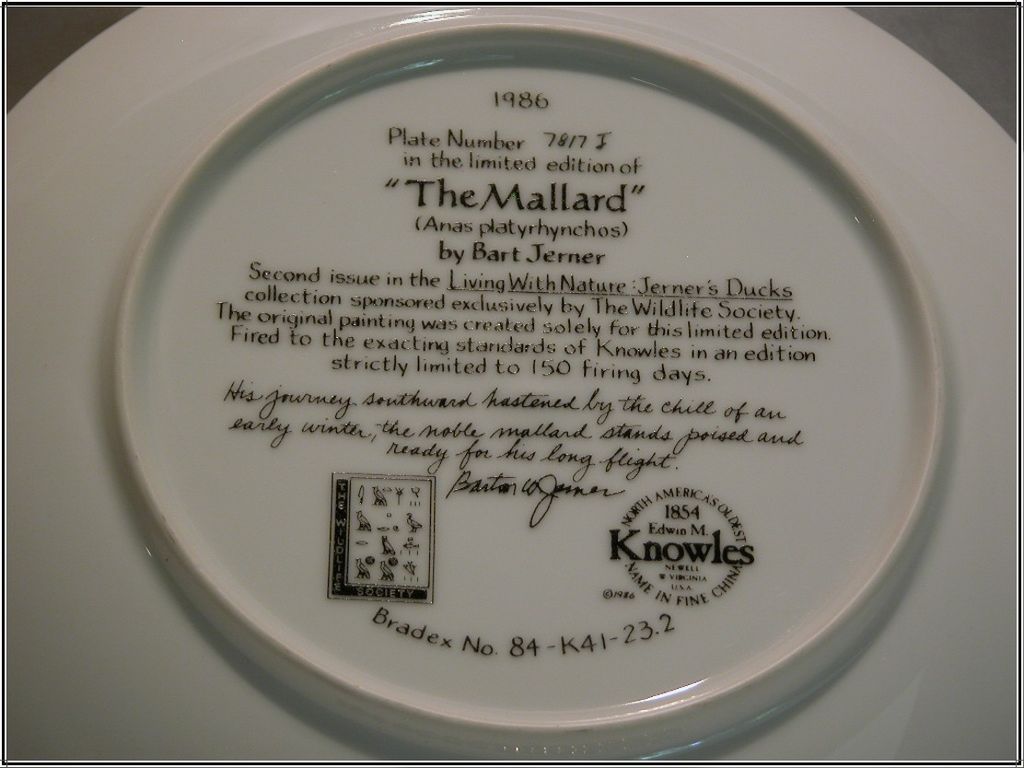 1986
Plate Number 7817 I
in the limited edition of
"The Mallard"
(Anas platyrhynchos)
by Bart Jerner
Second issue in the Living With Nature: Jerner's Ducks
collection sponsored exclusively by The Wildlife Society.
The original painting was created solely for this limited edition.
Fired to the exacting standards of Knowles in an edition
strictly limited to 150 firing days.
His journey southward hastened by the chill of an
early winter, the noble mallard stands poised and
ready for his long flight.
Barton W Jerner
THE WILDLIFE
SOCIETY
NORTH AMERICA'S OLDEST
1854
Edwin M.
Knowles
NEWELL
W VIRGINIA
U.S.A.
NAME IN FINE CHINA
©1986
Bradex No. 84-K41-23.2